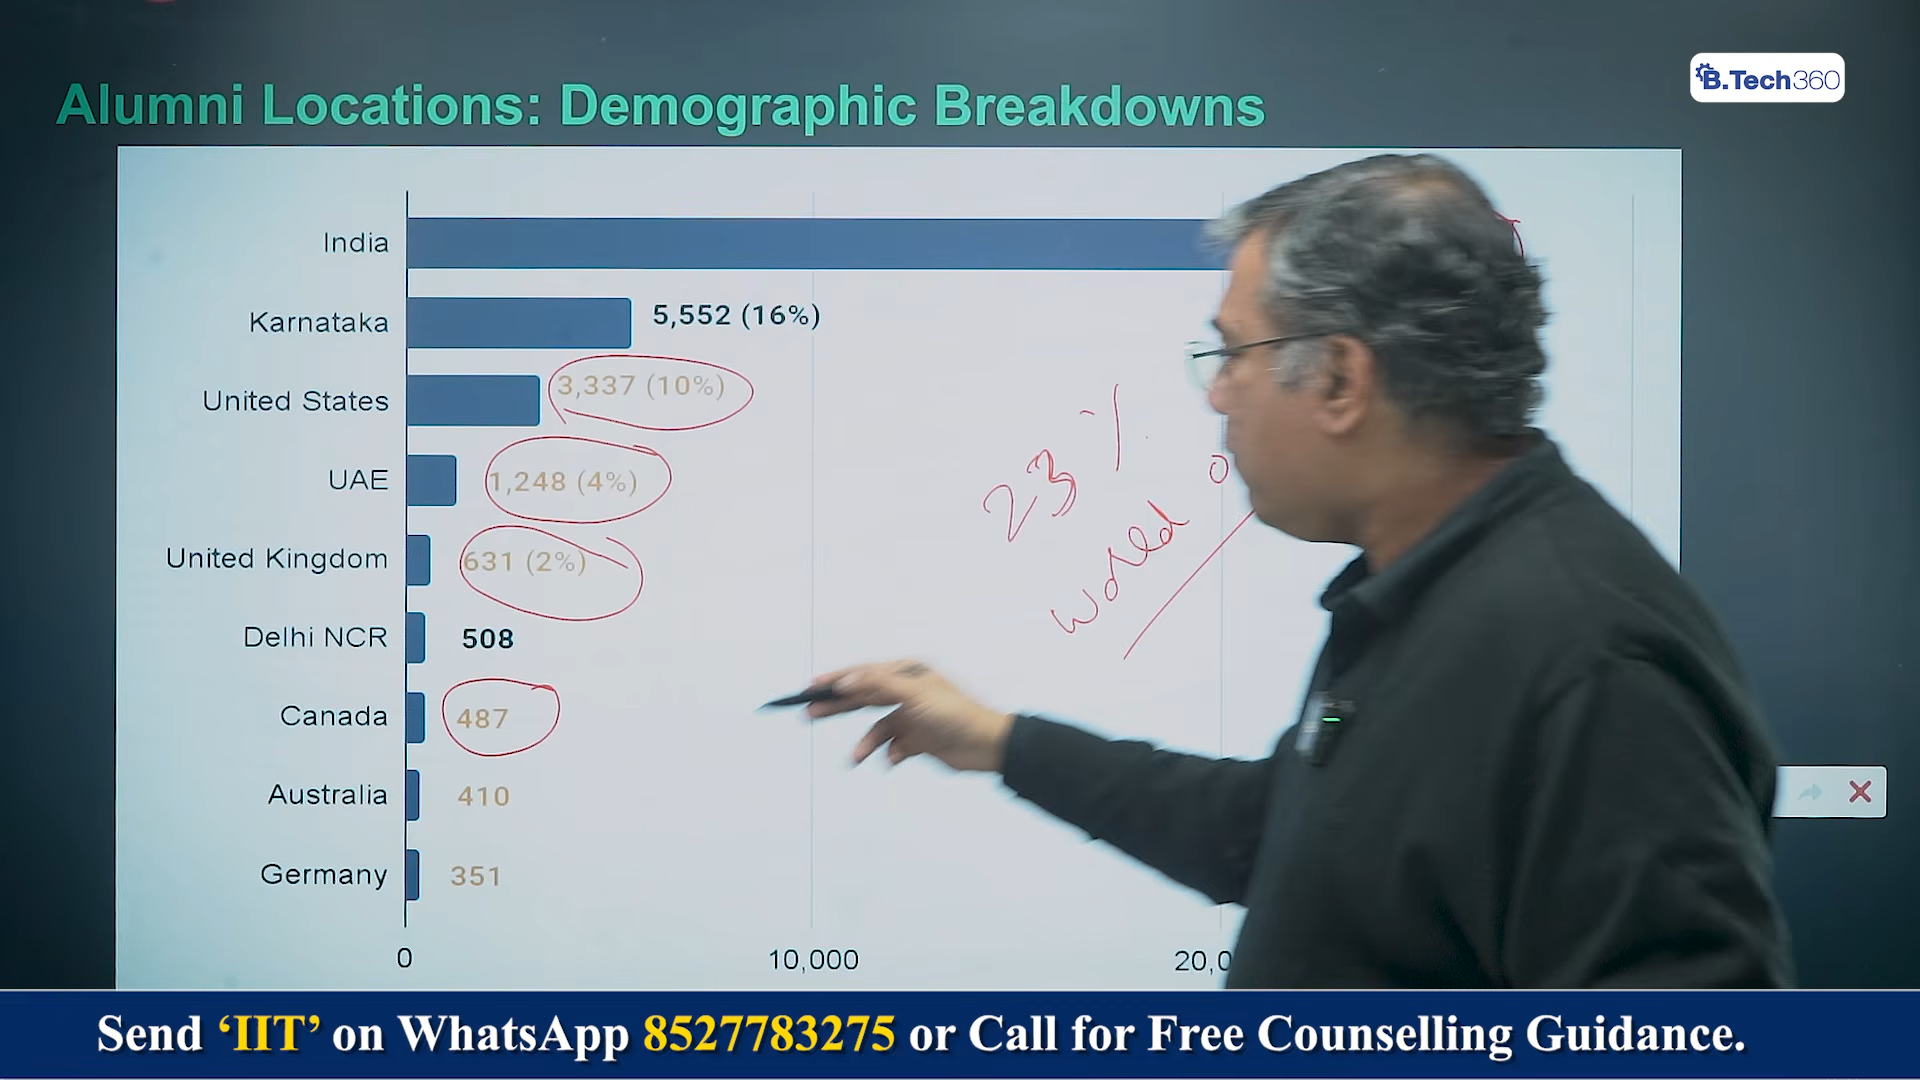 B.Tech360
Alumni Locations: Demographic Breakdowns
India
Karnataka 5,552 (16%)
United States 3,337 (10%)
UAE 1,248 (4%)
United Kingdom 631 (2%)
Delhi NCR 508
Canada 487
Australia 410
Germany 351
23 %
World
0 10,000
Send ‘IIT’ on WhatsApp 8527783275 or Call for Free Counselling Guidance.